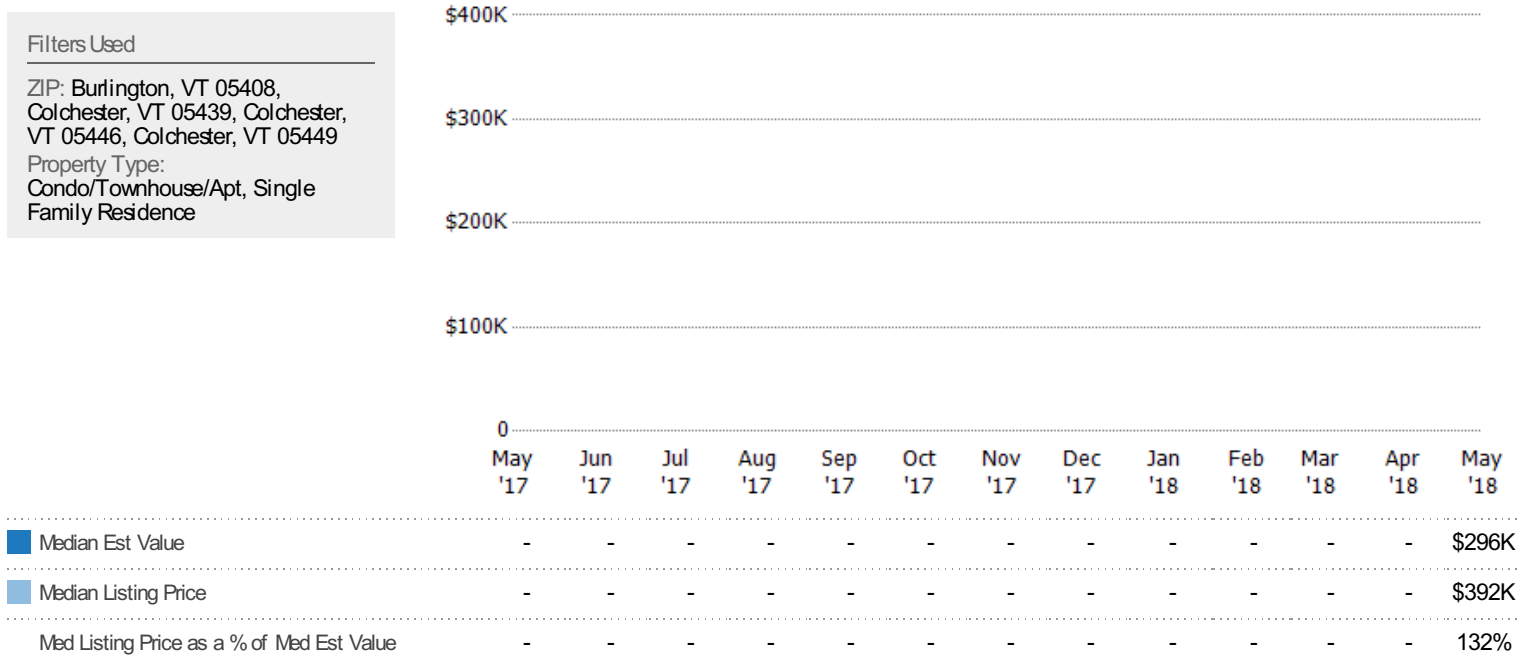 Filters Used
ZIP: Burlington, VT 05408,
Colchester, VT 05439, Colchester,
VT 05446, Colchester, VT 05449
Property Type:
Condo/Townhouse/Apt, Single
Family Residence
$400K
$300K
$200K
$100K
0
May Jun Jul Aug Sep Oct Nov Dec Jan Feb Mar Apr May
'17 '17 '17 '17 '17 '17 '17 '17 '18 '18 '18 '18 '18
Median Est Value - - - - - - - - - - - - $296K
Median Listing Price - - - - - - - - - - - - $392K
Med Listing Price as a % of Med Est Value - - - - - - - - - - - - 132%